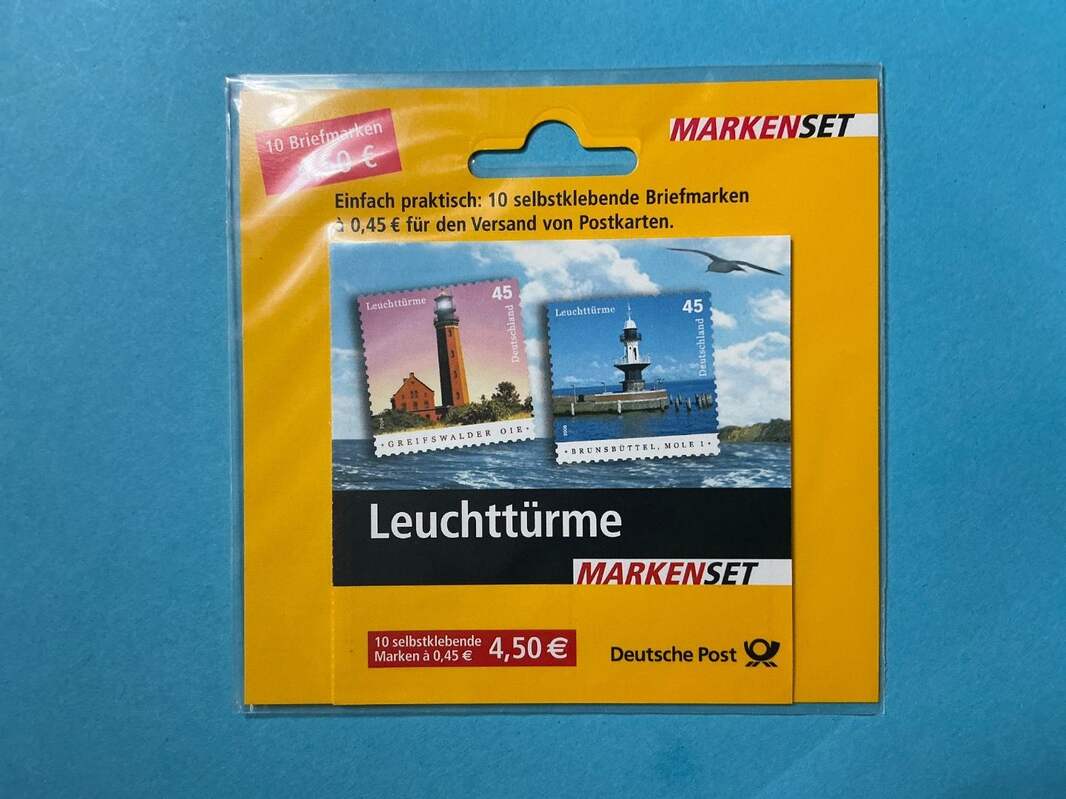 10 Briefmarken
€
MARKENSET
Einfach praktisch: 10 selbstklebende Briefmarken
à 0,45 € für den Versand von Postkarten.
Leuchttürme
45
Deutschland
GREIFSWALDER OIE
Leuchttürme
45
Deutschland
2008
BRUNSBÜTTEL, MOLE 1
Leuchttürme
MARKENSET
10 selbstklebende
Marken à 0,45 €
4,50 €
Deutsche Post